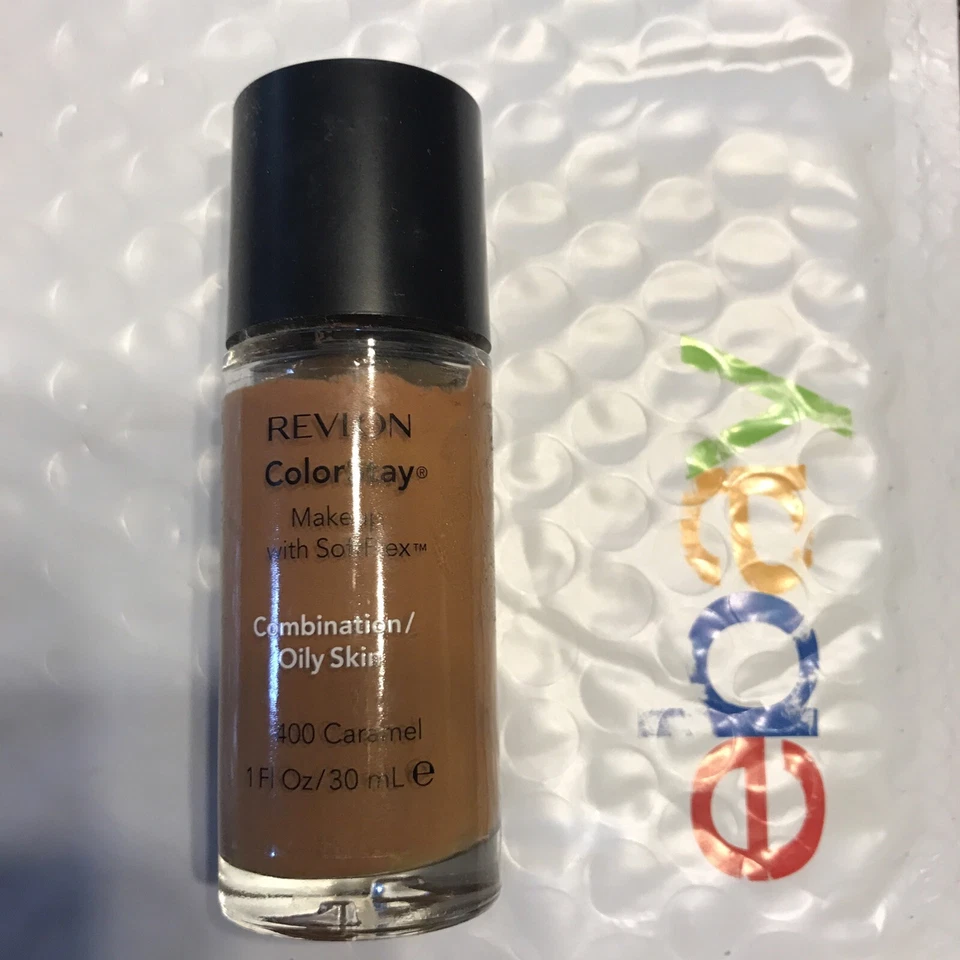 REVLON
ColorStay®
Makeup
with SoftFlex™
Combination/
Oily Skin
400 Caramel
1 Fl Oz/30 mL ℮
ebay